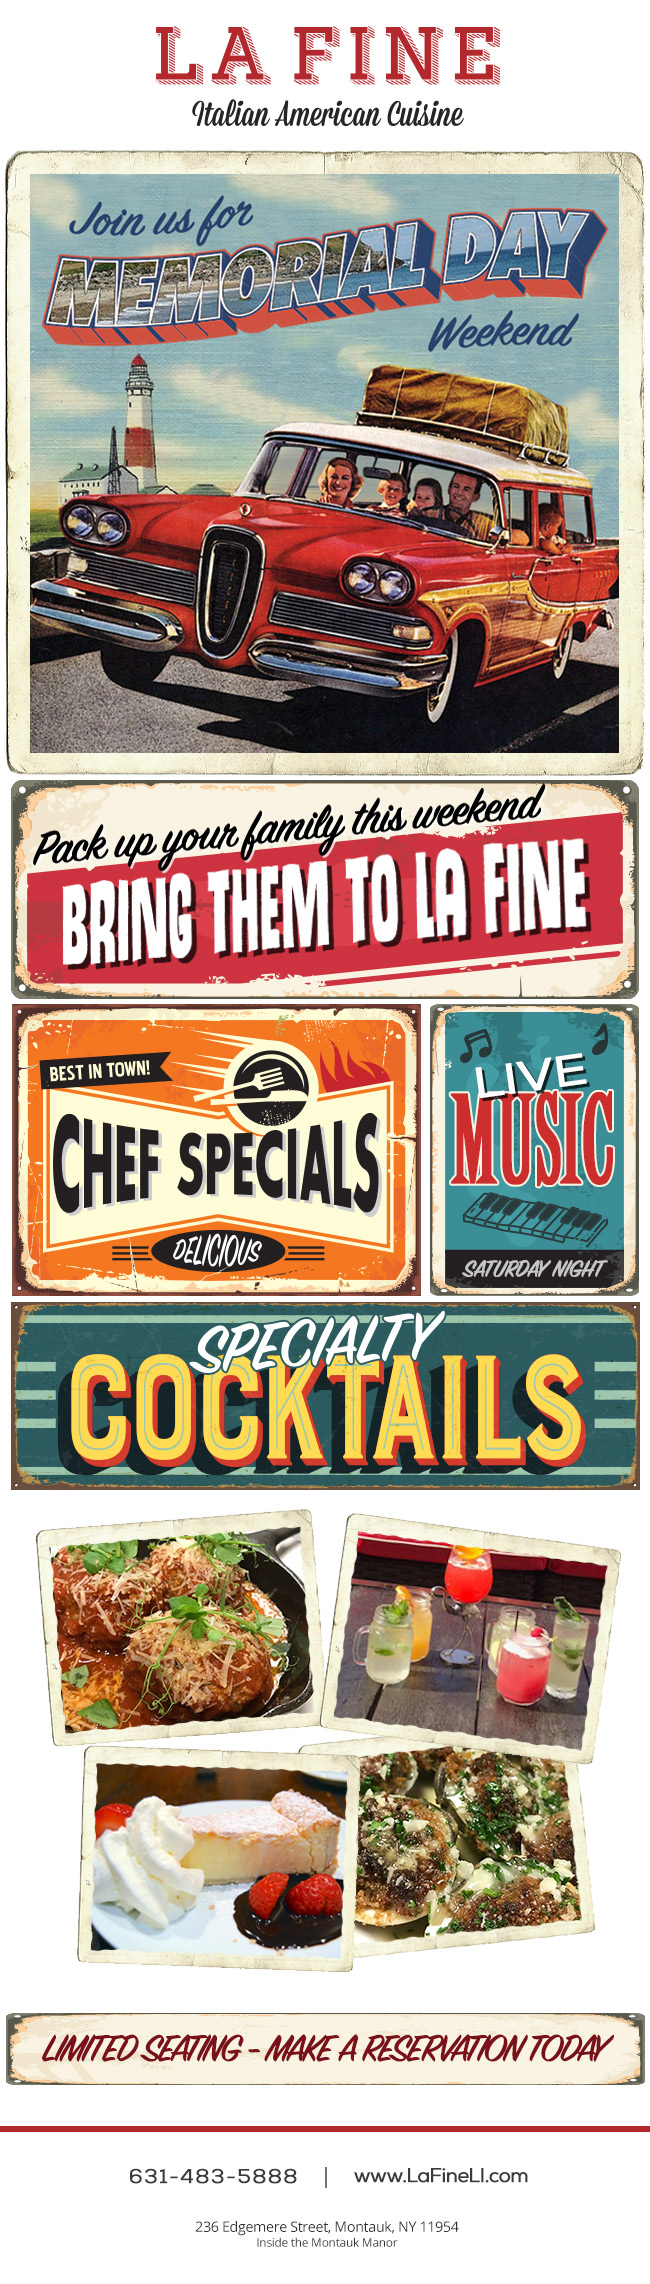 LA FINE
Italian American Cuisine
Join us for
MEMORIAL DAY
Weekend
Pack up your family this weekend
BRING THEM TO LA FINE
BEST IN TOWN!
CHEF SPECIALS
DELICIOUS
LIVE
MUSIC
SATURDAY NIGHT
SPECIALTY
COCKTAILS
LIMITED SEATING - MAKE A RESERVATION TODAY
631-483-5888 | www.LaFineLI.com
236 Edgemere Street, Montauk, NY 11954
Inside the Montauk Manor